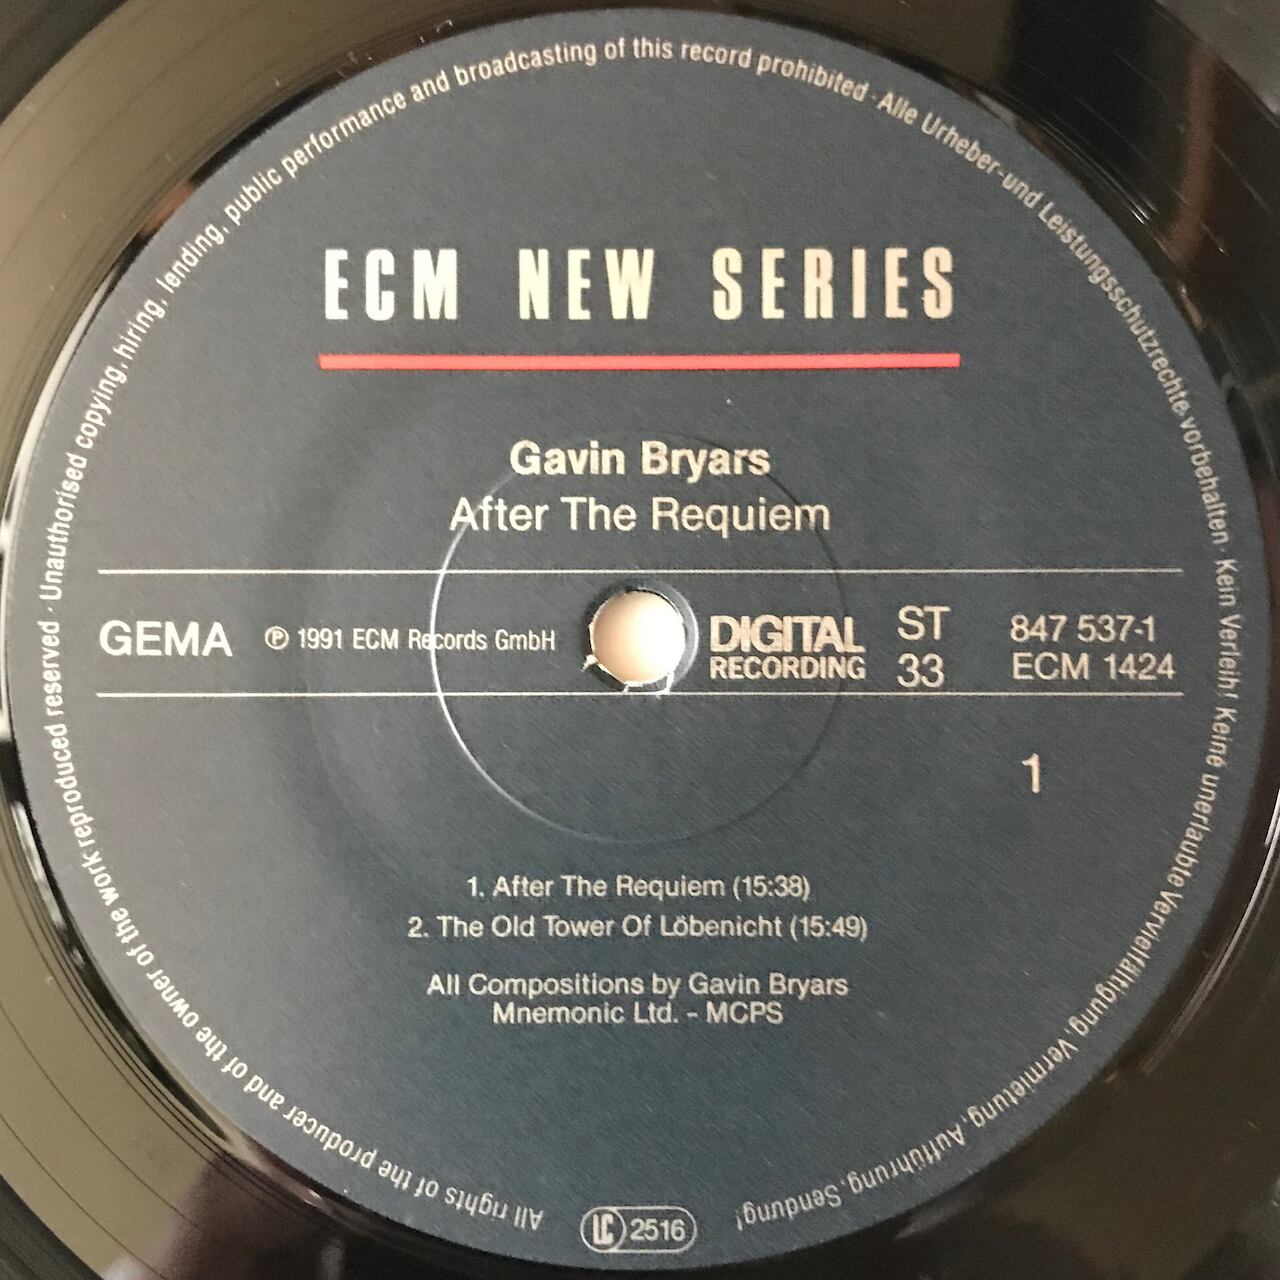 ECM NEW SERIES
Gavin Bryars
After The Requiem
GEMA ℗ 1991 ECM Records GmbH
DIGITAL
RECORDING
ST
33
847 537-1
ECM 1424
1
1. After The Requiem (15:38)
2. The Old Tower Of Löbenicht (15:49)
All Compositions by Gavin Bryars
Mnemonic Ltd. - MCPS
All rights of the producer and of the owner of the work reproduced reserved · Unauthorised copying, hiring, lending, public performance and broadcasting of this record prohibited · Alle Urheber-und Leistungsschutzrechte vorbehalten · Kein Verleih! Keine unerlaubte Vervielfältigung, Vermietung, Aufführung, Sendung!
LC 2516